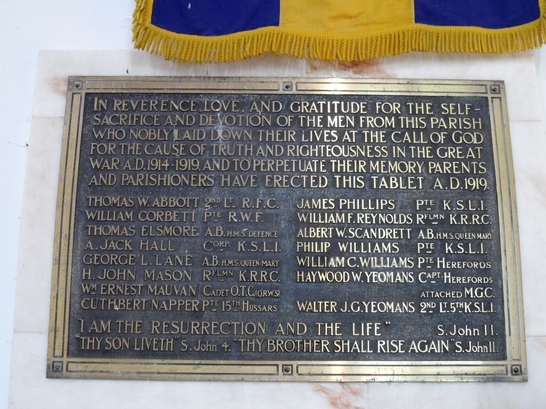 IN REVERENCE LOVE AND GRATITUDE FOR THE SELF-
SACRIFICE AND DEVOTION OF THE MEN FROM THIS PARISH
WHO NOBLY LAID DOWN THEIR LIVES AT THE CALL OF GOD
FOR THE CAUSE OF TRUTH AND RIGHTEOUSNESS IN THE GREAT
WAR A.D. 1914-1919, AND TO PERPETUATE THEIR MEMORY PARENTS
AND PARISHIONERS HAVE ERECTED THIS TABLET A.D. 1919.
THOMAS W. ABBOTT 2ND LT. R.F.C.
WILLIAM CORBETT PTE R.W.F.
THOMAS ELSMORE A.B. H.M.S. DEFENCE
A. JACK HALL CORP. K.S.L.I.
GEORGE L. LANE A.B. H.M.S. QUEEN MARY
H. JOHN MASON RFLMN K.R.R.C.
WM ERNEST MAUVAN CADET O.T.C. (Q.R.W.S)
CUTHBERT NAPPER PTE 15TH HUSSARS
JAMES PHILLIPS PTE K.S.L.I.
WILLIAM F. REYNOLDS RFLMN K.R.R.C.
ALBERT W. SCANDRETT A.B. H.M.S. QUEEN MARY
PHILIP WILLIAMS PTE K.S.L.I.
WILLIAM C. WILLIAMS PTE HEREFORDS
HAYWOOD W. YEOMANS CAPT. HEREFORDS
ATTACHED M.G.C.
WALTER J.G. YEOMANS 2ND LT. 5TH K.S.L.I.
"I AM THE RESURRECTION AND THE LIFE" S. John 11.
"THY SON LIVETH" S. John 4. "THY BROTHER SHALL RISE AGAIN" S. John 11